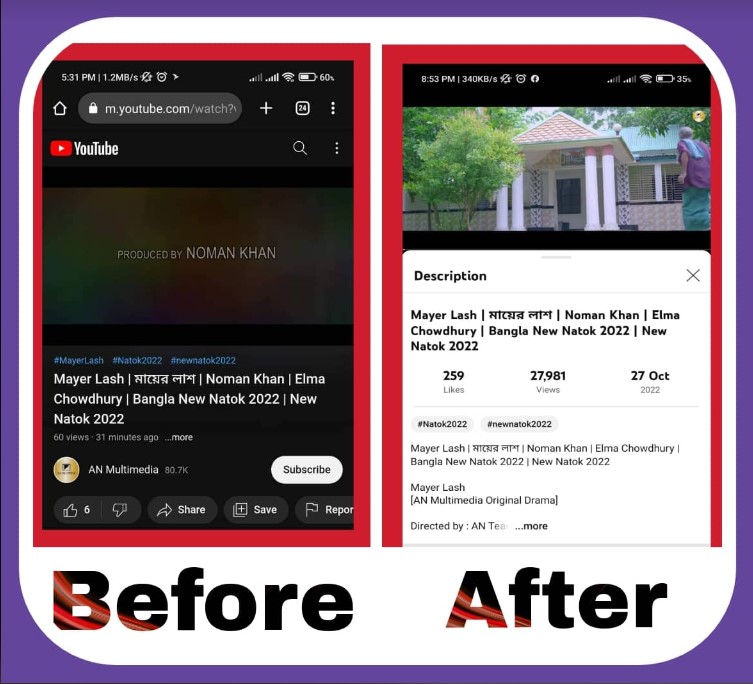 5:31 PM | 1.2MB/s
60%
m.youtube.com/watch?v
24
YouTube
PRODUCED BY NOMAN KHAN
#MayerLash #Natok2022 #newnatok2022
Mayer Lash | মায়ের লাশ | Noman Khan | Elma
Chowdhury | Bangla New Natok 2022 | New
Natok 2022
60 views · 31 minutes ago ...more
AN Multimedia 80.7K
Subscribe
6
Share
Save
Repor
8:53 PM | 340KB/s
35%
Description
Mayer Lash | মায়ের লাশ | Noman Khan | Elma
Chowdhury | Bangla New Natok 2022 | New
Natok 2022
259 27,981 27 Oct
Likes Views 2022
#Natok2022 #newnatok2022
Mayer Lash | মায়ের লাশ | Noman Khan | Elma Chowdhury |
Bangla New Natok 2022 | New Natok 2022
Mayer Lash
[AN Multimedia Original Drama]
Directed by : AN Tea ...more
Before After